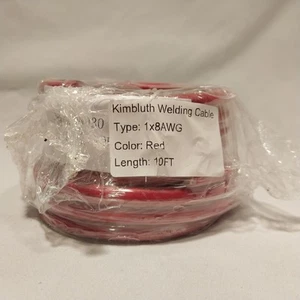 Kimbluth Welding Cable
Type: 1x8AWG
Color: Red
Length: 10FT